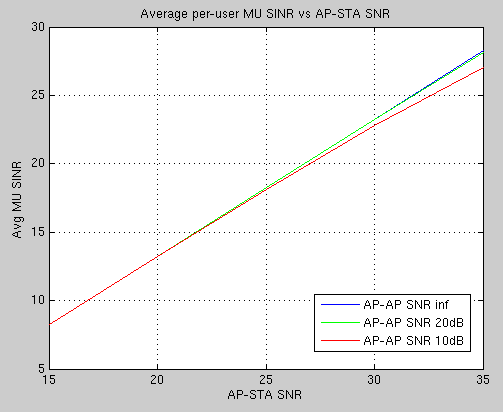 Average per-user MU SINR vs AP-STA SNR
30
25
20
15
10
5
Avg MU SINR
15 20 25 30 35
AP-STA SNR
AP-AP SNR inf
AP-AP SNR 20dB
AP-AP SNR 10dB